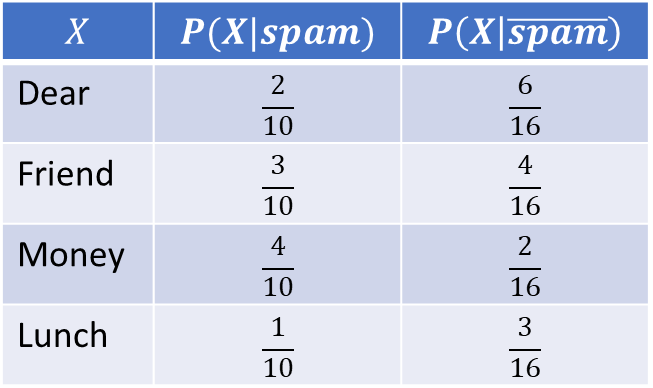 X P(X|spam) P(X|s̅p̅a̅m̅)
Dear 2/10 6/16
Friend 3/10 4/16
Money 4/10 2/16
Lunch 1/10 3/16